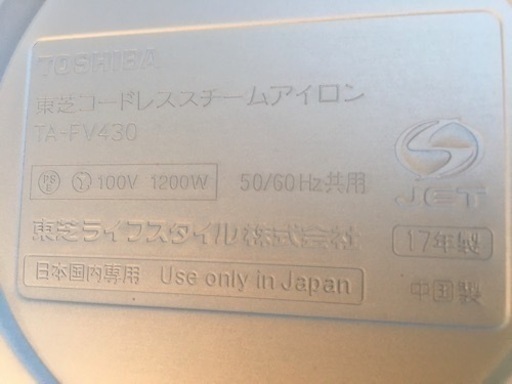 TOSHIBA
東芝コードレススチームアイロン
TA-FV430
PS E Y 100V 1200W 50/60Hz共用
JET
東芝ライフスタイル株式会社 17年製
日本国内専用 Use only in Japan 中国製